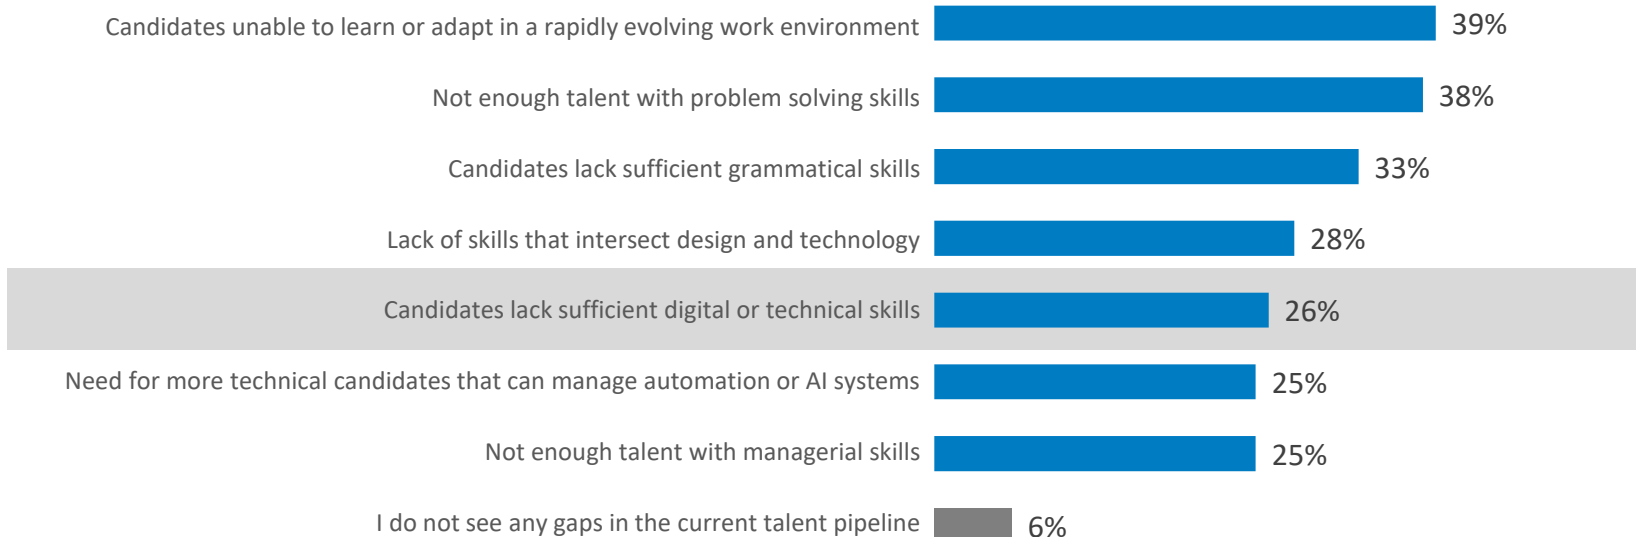 Candidates unable to learn or adapt in a rapidly evolving work environment 39%
Not enough talent with problem solving skills 38%
Candidates lack sufficient grammatical skills 33%
Lack of skills that intersect design and technology 28%
Candidates lack sufficient digital or technical skills 26%
Need for more technical candidates that can manage automation or AI systems 25%
Not enough talent with managerial skills 25%
I do not see any gaps in the current talent pipeline 6%